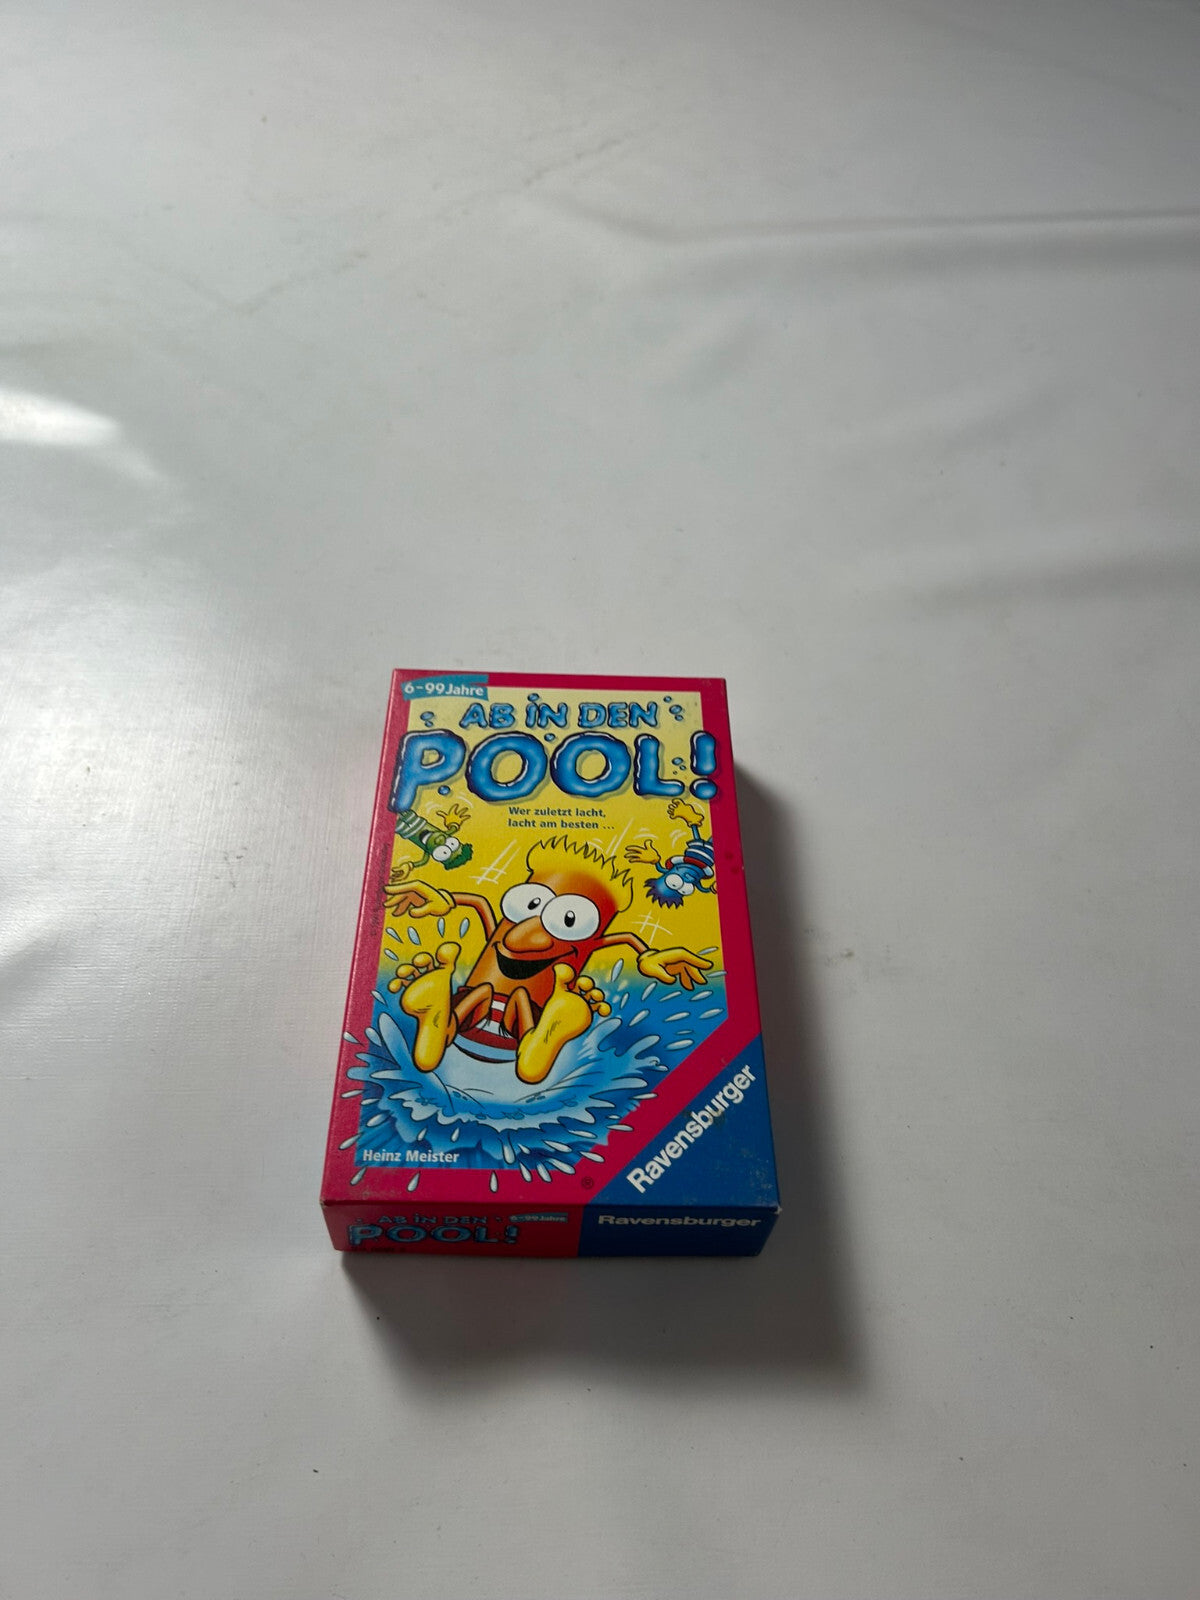 6-99 Jahre
AB IN DEN
POOL!
Wer zuletzt lacht,
lacht am besten ...
Heinz Meister
®
Ravensburger
AB IN DEN
POOL!
6-99 Jahre
Ravensburger